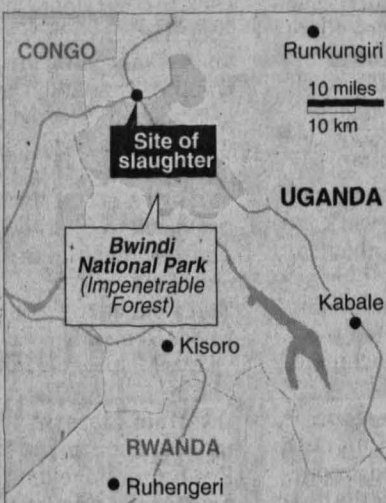 CONGO
Runkungiri
10 miles
10 km
Site of
slaughter
UGANDA
Bwindi
National Park
(Impenetrable
Forest)
Kabale
Kisoro
RWANDA
Ruhengeri